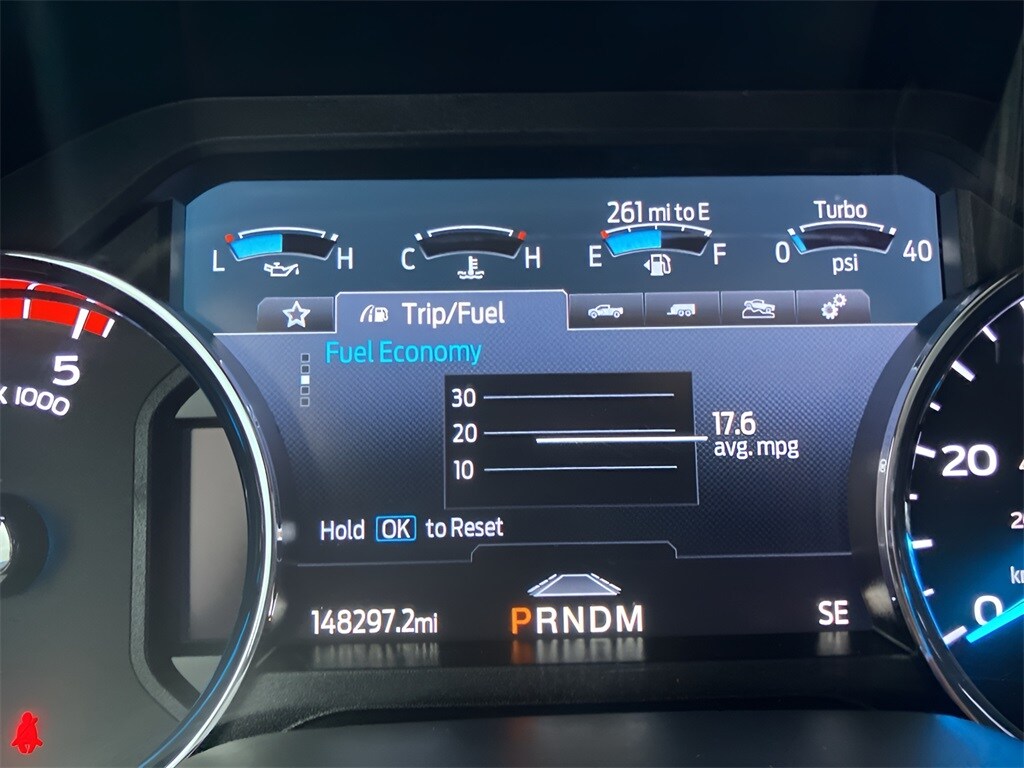 261 mi to E
Turbo
L H
C H
E F
0 40
psi
Trip/Fuel
Fuel Economy
30
20
10
17.6
avg. mpg
Hold OK to Reset
148297.2mi
PRNDM
SE
5
X 1000
20
0